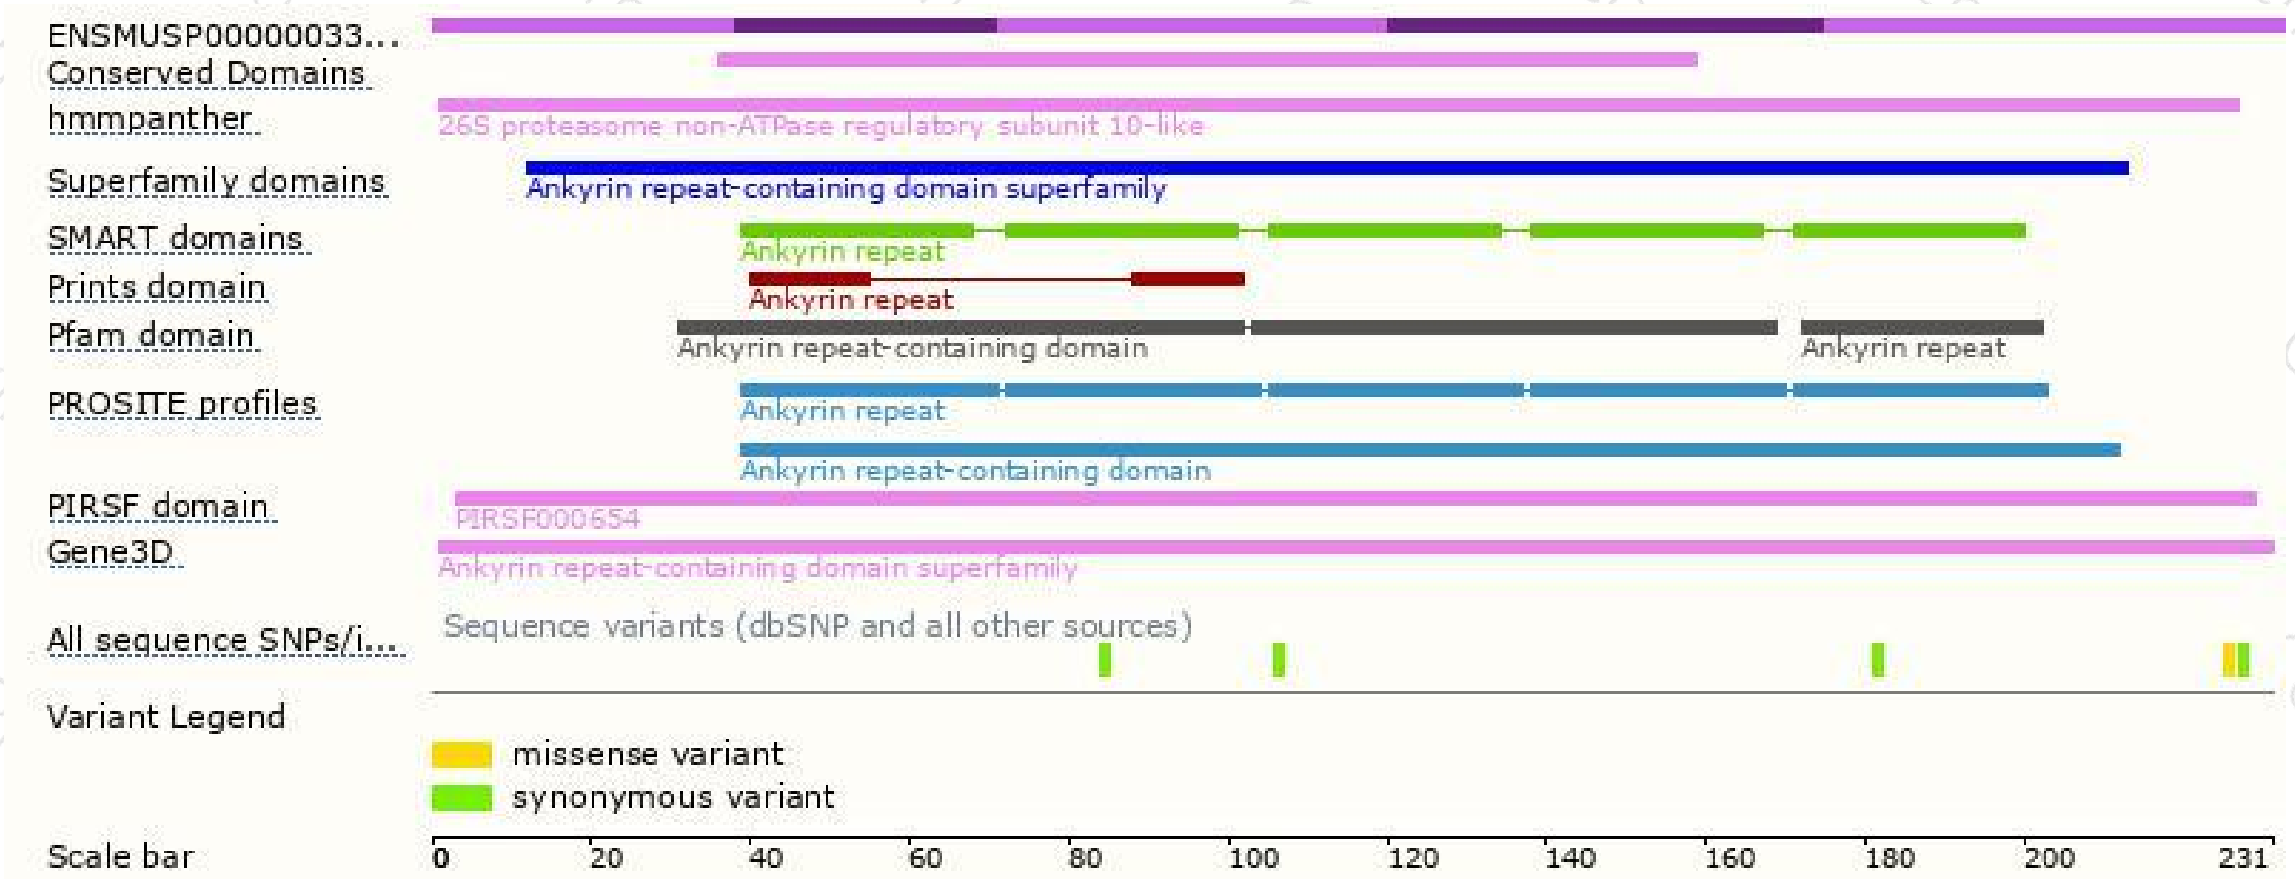 ENSMUSP00000033...
Conserved Domains
hmmpanther
26S proteasome non-ATPase regulatory subunit 10-like
Superfamily domains
Ankyrin repeat-containing domain superfamily
SMART domains
Ankyrin repeat
Prints domain
Ankyrin repeat
Pfam domain
Ankyrin repeat-containing domain Ankyrin repeat
PROSITE profiles
Ankyrin repeat
Ankyrin repeat-containing domain
PIRSF domain
PIRSF000654
Gene3D
Ankyrin repeat-containing domain superfamily
Sequence variants (dbSNP and all other sources)
All sequence SNPs/i...
Variant Legend
missense variant
synonymous variant
Scale bar 0 20 40 60 80 100 120 140 160 180 200 231